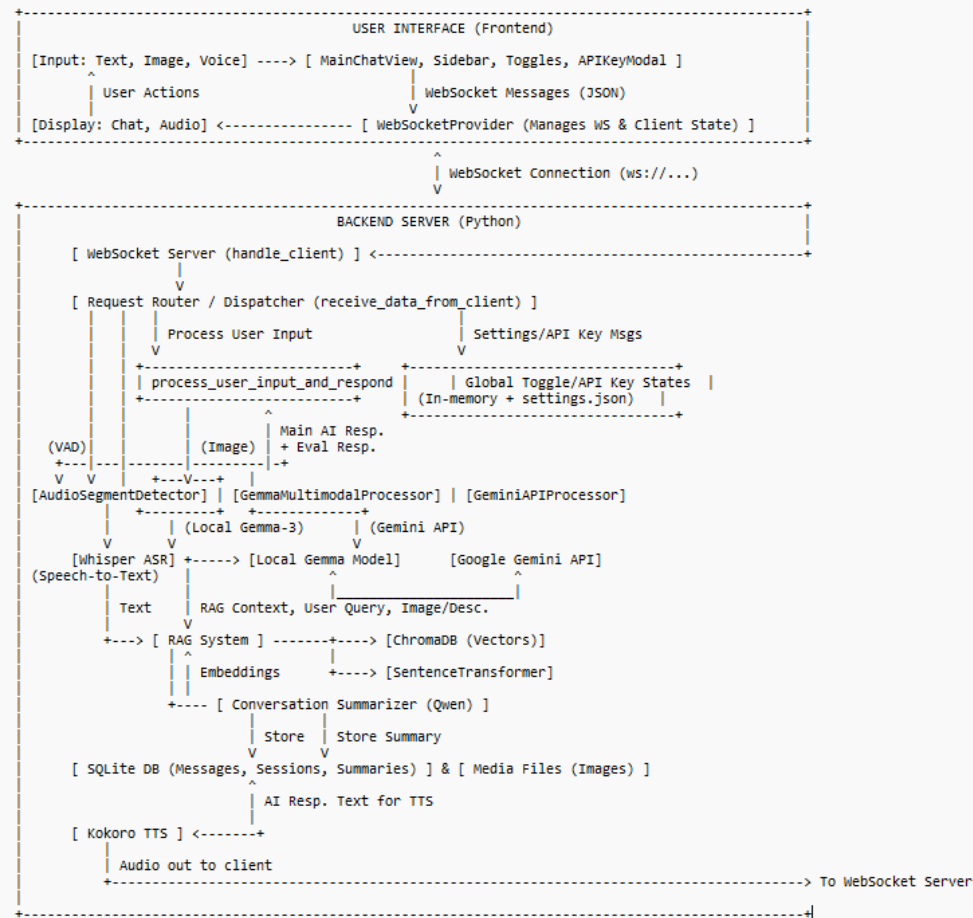 USER INTERFACE (Frontend)
[Input: Text, Image, Voice] ----> [ MainChatView, Sidebar, Toggles, APIKeyModal ]
User Actions
WebSocket Messages (JSON)
[Display: Chat, Audio] <---------------- [ WebSocketProvider (Manages WS & Client State) ]
WebSocket Connection (ws://...)
BACKEND SERVER (Python)
[ WebSocket Server (handle_client) ]
[ Request Router / Dispatcher (receive_data_from_client) ]
Process User Input
Settings/API Key Msgs
process_user_input_and_respond
Global Toggle/API Key States
(In-memory + settings.json)
Main AI Resp.
(VAD)
(Image)
+ Eval Resp.
[AudioSegmentDetector] | [GemmaMultimodalProcessor] | [GeminiAPIProcessor]
(Local Gemma-3)
(Gemini API)
[Whisper ASR] +-----> [Local Gemma Model]
[Google Gemini API]
(Speech-to-Text)
Text
RAG Context, User Query, Image/Desc.
+---> [ RAG System ] -------+----> [ChromaDB (Vectors)]
Embeddings
+----> [SentenceTransformer]
+---- [ Conversation Summarizer (Qwen) ]
Store
Store Summary
[ SQLite DB (Messages, Sessions, Summaries) ] & [ Media Files (Images) ]
AI Resp. Text for TTS
[ Kokoro TTS ] <-------+
Audio out to client
To WebSocket Server